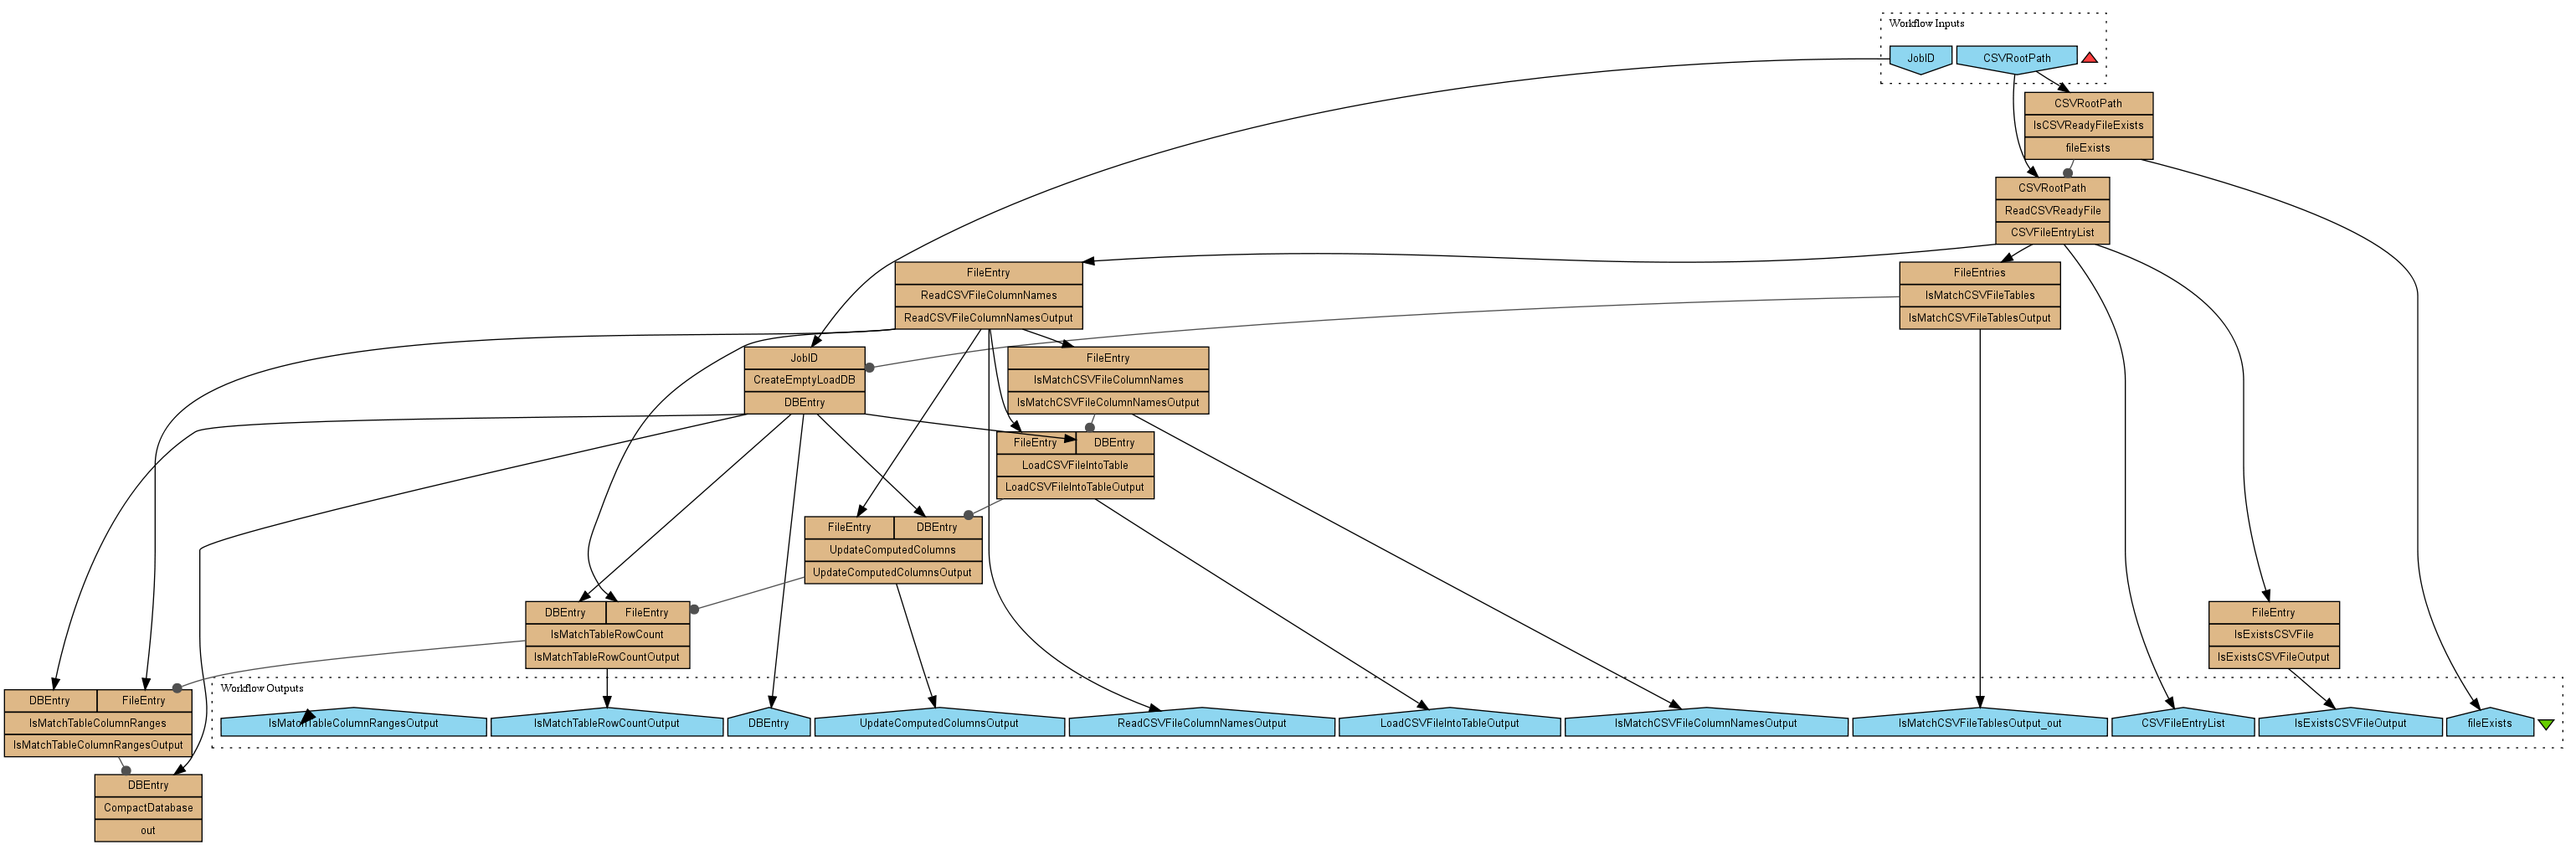 Workflow Inputs
JobID
CSVRootPath
CSVRootPath
IsCSVReadyFileExists
fileExists
CSVRootPath
ReadCSVReadyFile
CSVFileEntryList
FileEntry
ReadCSVFileColumnNames
ReadCSVFileColumnNamesOutput
FileEntries
IsMatchCSVFileTables
IsMatchCSVFileTablesOutput
JobID
CreateEmptyLoadDB
DBEntry
FileEntry
IsMatchCSVFileColumnNames
IsMatchCSVFileColumnNamesOutput
FileEntry DBEntry
LoadCSVFileIntoTable
LoadCSVFileIntoTableOutput
FileEntry DBEntry
UpdateComputedColumns
UpdateComputedColumnsOutput
DBEntry FileEntry
IsMatchTableRowCount
IsMatchTableRowCountOutput
FileEntry
IsExistsCSVFile
IsExistsCSVFileOutput
DBEntry FileEntry
IsMatchTableColumnRanges
IsMatchTableColumnRangesOutput
Workflow Outputs
IsMatchTableColumnRangesOutput
IsMatchTableRowCountOutput
DBEntry
UpdateComputedColumnsOutput
ReadCSVFileColumnNamesOutput
LoadCSVFileIntoTableOutput
IsMatchCSVFileColumnNamesOutput
IsMatchCSVFileTablesOutput_out
CSVFileEntryList
IsExistsCSVFileOutput
fileExists
DBEntry
CompactDatabase
out